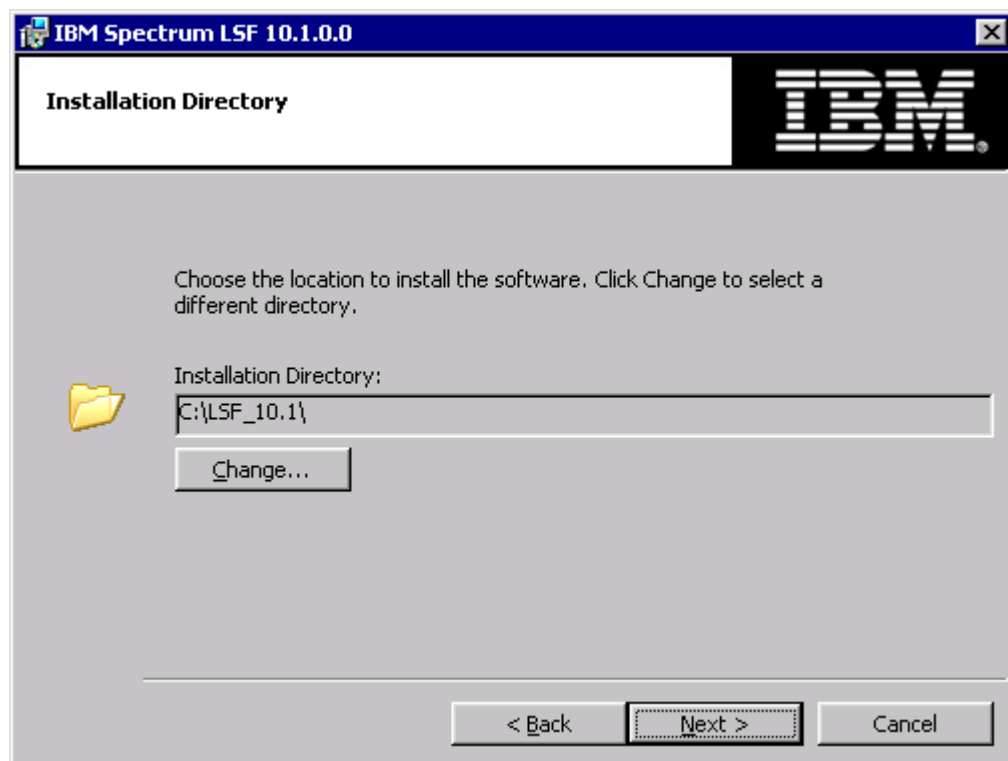 IBM Spectrum LSF 10.1.0.0
Installation Directory
IBM®
Choose the location to install the software. Click Change to select a
different directory.
Installation Directory:
C:\LSF_10.1\
Change...
< Back
Next >
Cancel